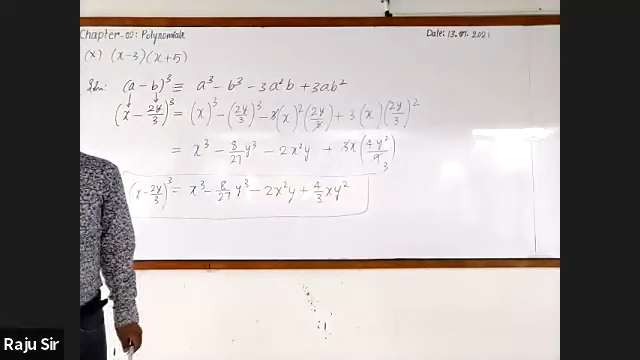 Chapter-02: Polynomials
Date: 13.07.2021
(x) (x-3)(x+5)
Soln: (a-b)³ ≡ a³ - b³ - 3a²b + 3ab²
(x - 2y/3)³ = (x)³ - (2y/3)³ - 3(x)²(2y/3) + 3(x)(2y/3)²
= x³ - 8/27 y³ - 2x²y + 3x(4y²/9) 3
(x - 2y/3)³ = x³ - 8/27 y³ - 2x²y + 4/3 xy²
Raju Sir